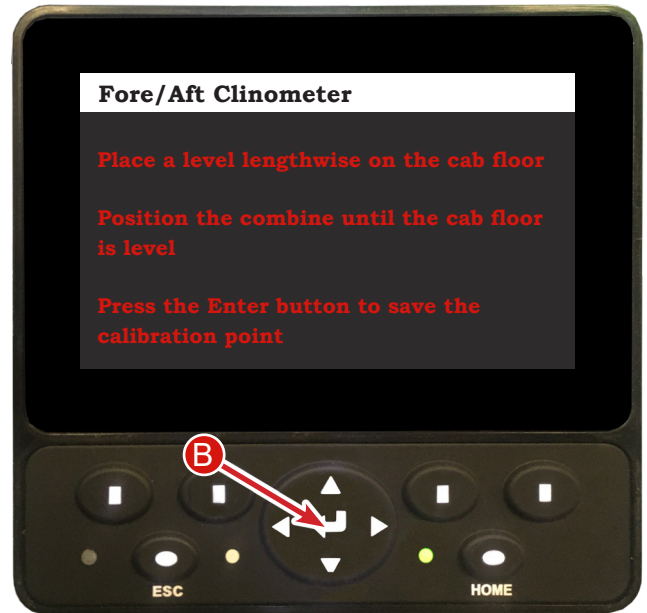 Fore/Aft Clinometer
Place a level lengthwise on the cab floor
Position the combine until the cab floor
is level
Press the Enter button to save the
calibration point
B
ESC
HOME